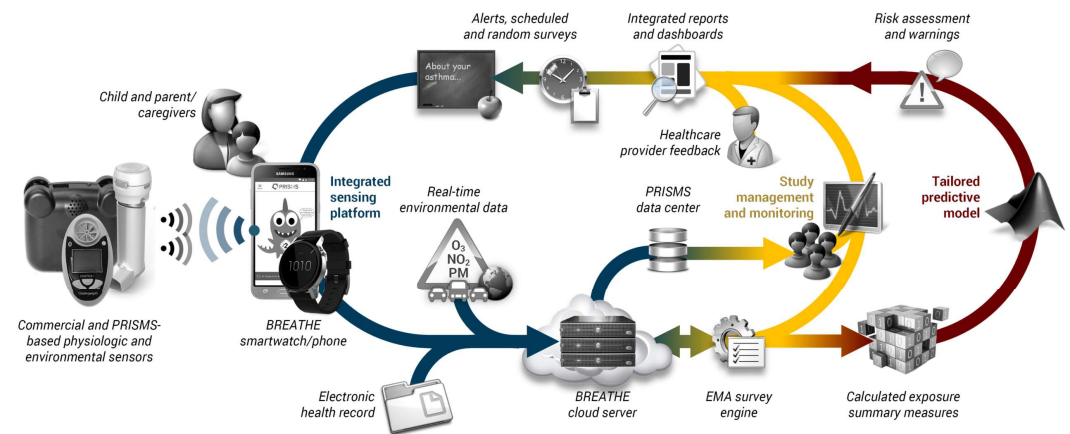 Alerts, scheduled
and random surveys
Integrated reports
and dashboards
Risk assessment
and warnings
About your
asthma...
Child and parent/
caregivers
Healthcare
provider feedback
SAMSUNG
PRISMS
Integrated
sensing
platform
Real-time
environmental data
PRISMS
data center
Study
management
and monitoring
Tailored
predictive
model
O3
NO2
PM
1010
Commercial and PRISMS-
based physiologic and
environmental sensors
BREATHE
smartwatch/phone
Electronic
health record
BREATHE
cloud server
EMA survey
engine
Calculated exposure
summary measures